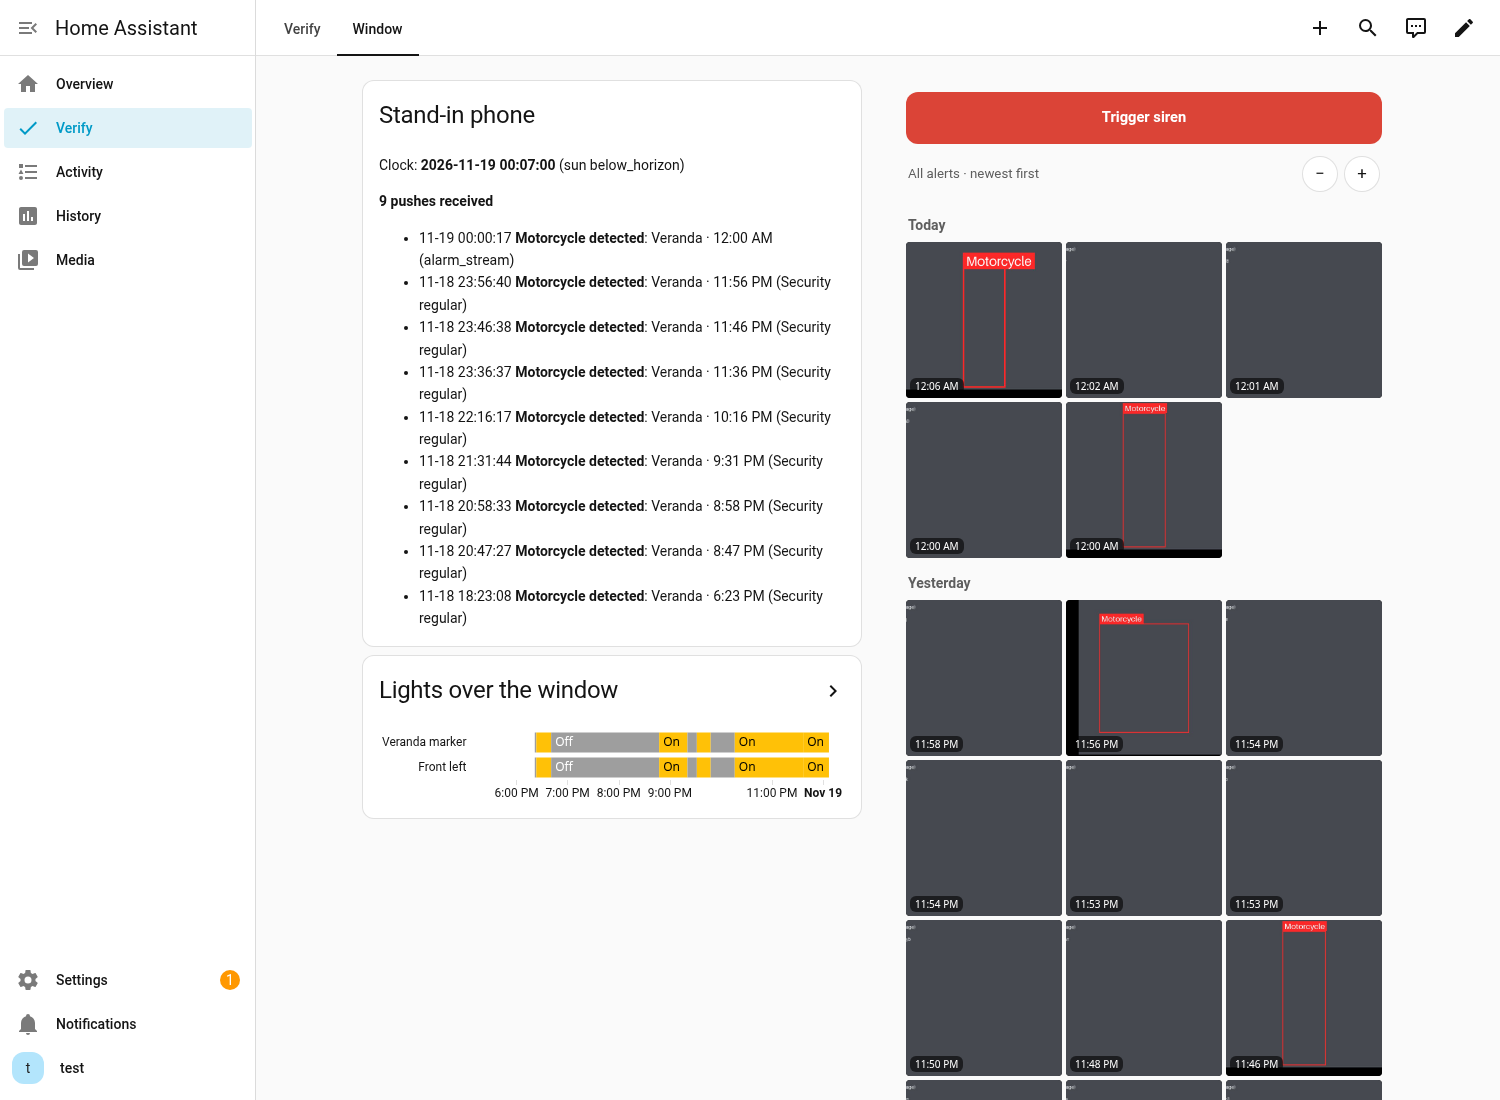 Home Assistant
Verify
Window
Overview
Verify
Activity
History
Media
Settings
1
Notifications
t
test
Stand-in phone
Clock: 2026-11-19 00:07:00 (sun below_horizon)
9 pushes received
• 11-19 00:00:17 Motorcycle detected: Veranda · 12:00 AM
(alarm_stream)
• 11-18 23:56:40 Motorcycle detected: Veranda · 11:56 PM (Security
regular)
• 11-18 23:46:38 Motorcycle detected: Veranda · 11:46 PM (Security
regular)
• 11-18 23:36:37 Motorcycle detected: Veranda · 11:36 PM (Security
regular)
• 11-18 22:16:17 Motorcycle detected: Veranda · 10:16 PM (Security
regular)
• 11-18 21:31:44 Motorcycle detected: Veranda · 9:31 PM (Security
regular)
• 11-18 20:58:33 Motorcycle detected: Veranda · 8:58 PM (Security
regular)
• 11-18 20:47:27 Motorcycle detected: Veranda · 8:47 PM (Security
regular)
• 11-18 18:23:08 Motorcycle detected: Veranda · 6:23 PM (Security
regular)
Lights over the window
Veranda marker Off On On On
Front left Off On On On
6:00 PM 7:00 PM 8:00 PM 9:00 PM 11:00 PM Nov 19
Trigger siren
All alerts · newest first − +
Today
Motorcycle
12:06 AM 12:02 AM 12:01 AM
Motorcycle
12:00 AM 12:00 AM
Yesterday
Motorcycle
11:58 PM 11:56 PM 11:54 PM
11:54 PM 11:53 PM 11:53 PM
Motorcycle
11:50 PM 11:48 PM 11:46 PM